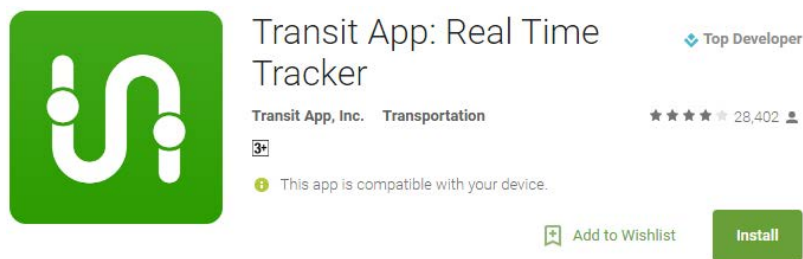 Transit App: Real Time
Tracker
Top Developer
Transit App, Inc. Transportation
28,402
3+
This app is compatible with your device.
Add to Wishlist
Install